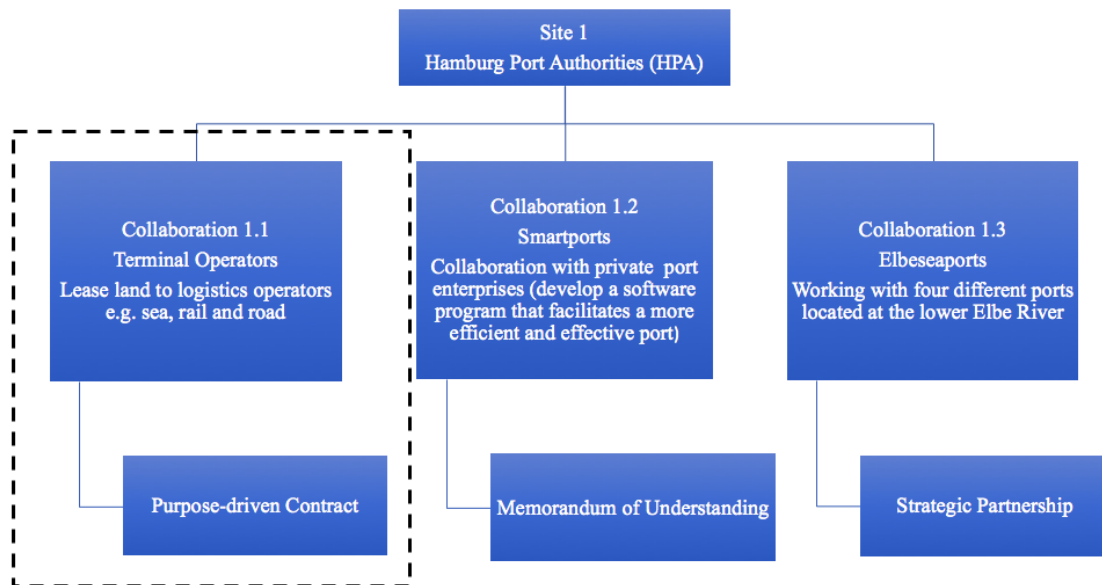 Site 1
Hamburg Port Authorities (HPA)
Collaboration 1.1
Terminal Operators
Lease land to logistics operators
e.g. sea, rail and road
Purpose-driven Contract
Collaboration 1.2
Smartports
Collaboration with private port
enterprises (develop a software
program that facilitates a more
efficient and effective port)
Memorandum of Understanding
Collaboration 1.3
Elbeseaports
Working with four different ports
located at the lower Elbe River
Strategic Partnership